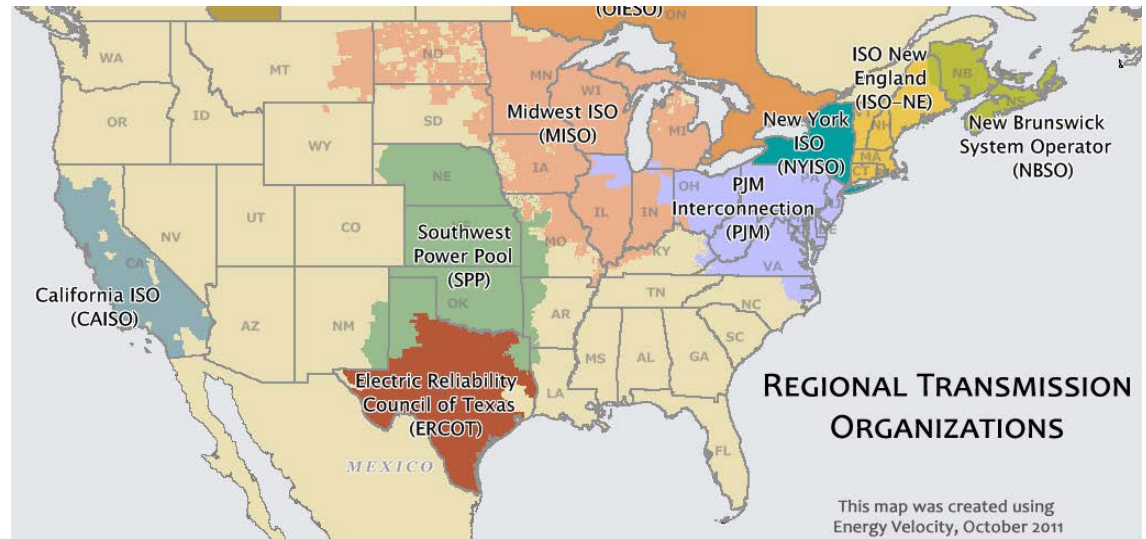 (OIESO)
ON
WA
MT
ND
MN
OR
ID
WY
SD
WI
MI
Midwest ISO
(MISO)
IA
NE
NV
UT
CO
CA
California ISO
(CAISO)
AZ
NM
Southwest
Power Pool
(SPP)
OK
MO
IL
IN
OH
KY
PJM
Interconnection
(PJM)
PA
VA
New York
ISO
(NYISO)
ISO New
England
(ISO-NE)
NH
MA
CT
NB
NS
New Brunswick
System Operator
(NBSO)
TN
NC
SC
AR
MS
AL
GA
LA
FL
Electric Reliability
Council of Texas
(ERCOT)
MEXICO
REGIONAL TRANSMISSION
ORGANIZATIONS
This map was created using
Energy Velocity, October 2011